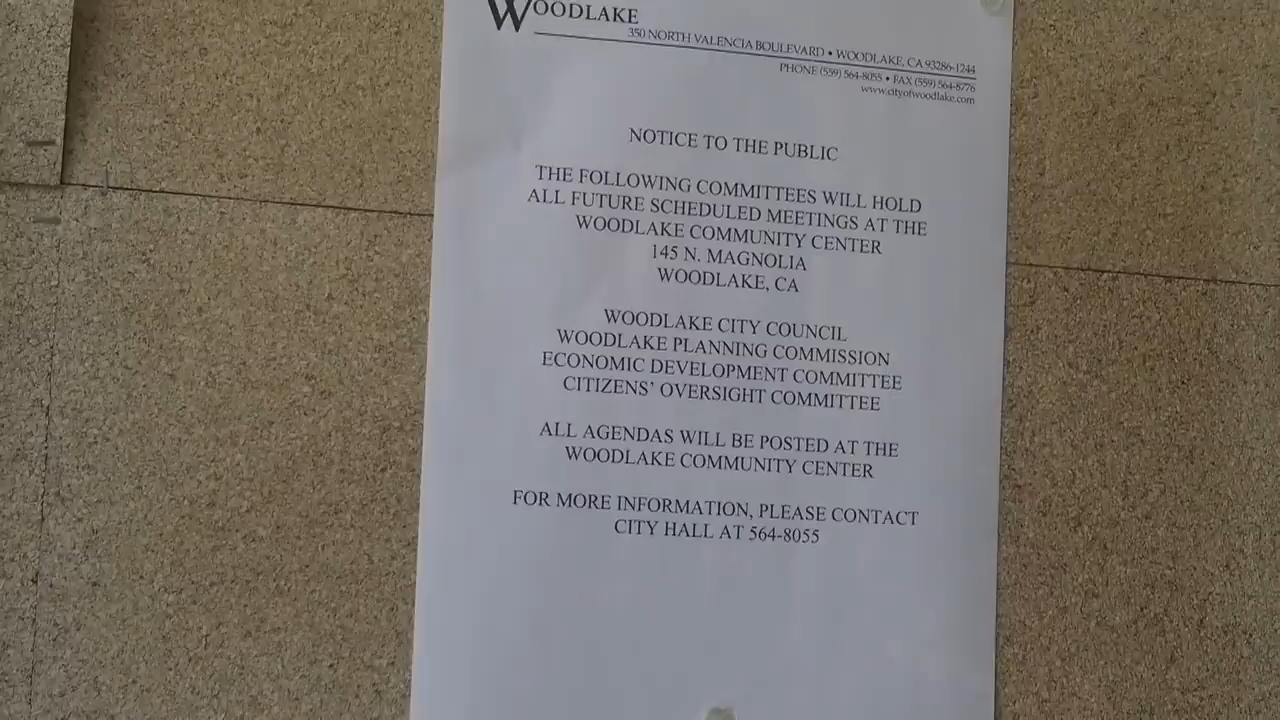 WOODLAKE
350 NORTH VALENCIA BOULEVARD • WOODLAKE, CA 93286-1244
PHONE (559) 564-8055 • FAX (559) 564-8776
www.cityofwoodlake.com
NOTICE TO THE PUBLIC
THE FOLLOWING COMMITTEES WILL HOLD
ALL FUTURE SCHEDULED MEETINGS AT THE
WOODLAKE COMMUNITY CENTER
145 N. MAGNOLIA
WOODLAKE, CA
WOODLAKE CITY COUNCIL
WOODLAKE PLANNING COMMISSION
ECONOMIC DEVELOPMENT COMMITTEE
CITIZENS' OVERSIGHT COMMITTEE
ALL AGENDAS WILL BE POSTED AT THE
WOODLAKE COMMUNITY CENTER
FOR MORE INFORMATION, PLEASE CONTACT
CITY HALL AT 564-8055